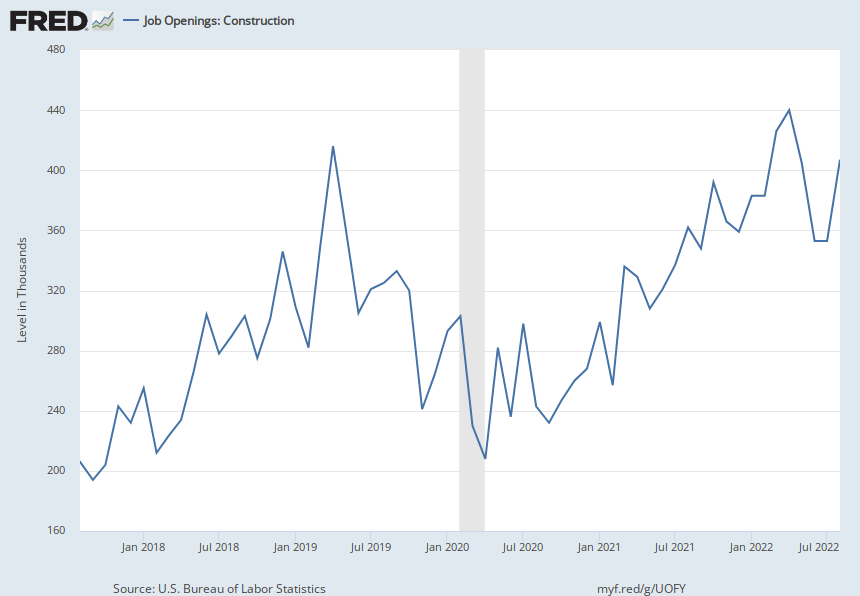 FRED
Job Openings: Construction
480
440
400
360
320
280
240
200
160
Level in Thousands
Jan 2018
Jul 2018
Jan 2019
Jul 2019
Jan 2020
Jul 2020
Jan 2021
Jul 2021
Jan 2022
Jul 2022
Source: U.S. Bureau of Labor Statistics
myf.red/g/UOFY